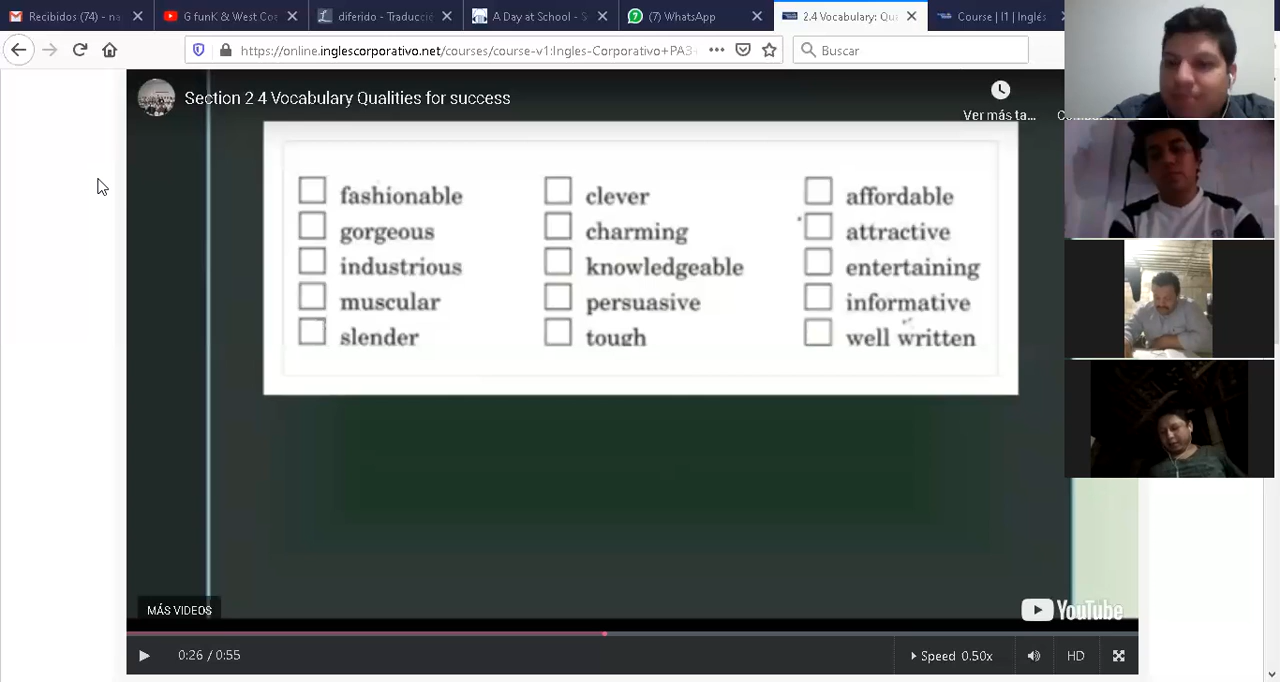 Recibidos (74) - na
G funK & West Coa
diferido - Traducció
A Day at School - S
(7) WhatsApp
2.4 Vocabulary: Qua
Course | I1 | Inglés
https://online.inglescorporativo.net/courses/course-v1:Ingles-Corporativo+PA3
Buscar
Section 2 4 Vocabulary Qualities for success
Ver más ta...
fashionable
gorgeous
industrious
muscular
slender
clever
charming
knowledgeable
persuasive
tough
affordable
attractive
entertaining
informative
well written
MÁS VIDEOS
YouTube
0:26 / 0:55
Speed 0.50x
HD